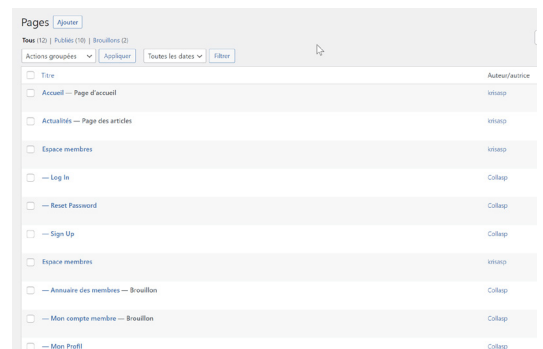 Pages Ajouter
Tous (12) | Publiés (10) | Brouillons (2)
Actions groupées Appliquer Toutes les dates Filtrer
Titre Auteur/autrice
Accueil — Page d'accueil krisasp
Actualités — Page des articles krisasp
Espace membres krisasp
— Log In Collasp
— Reset Password Collasp
— Sign Up Collasp
Espace membres krisasp
— Annuaire des membres — Brouillon Collasp
— Mon compte membre — Brouillon Collasp
— Mon Profil Collasp